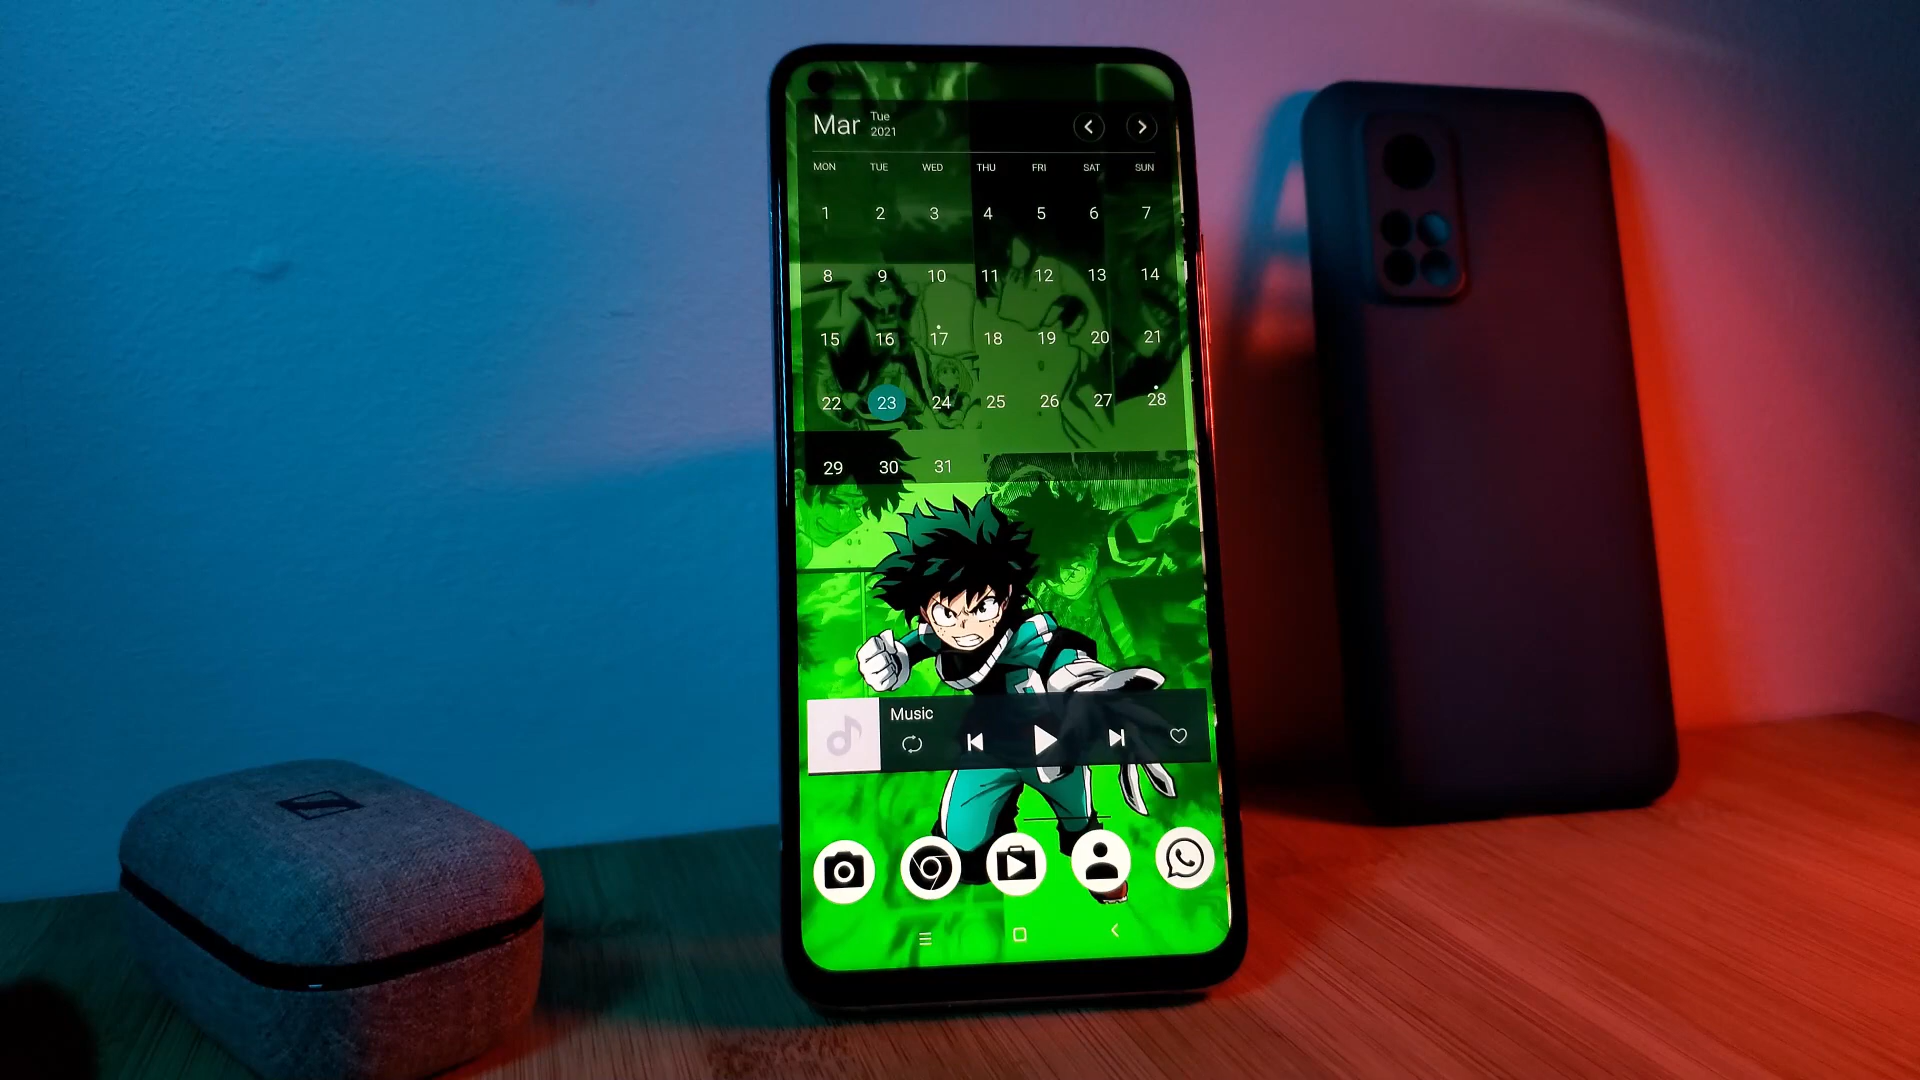 Mar Tue
2021
MON TUE WED THU FRI SAT SUN
1 2 3 4 5 6 7
8 9 10 11 12 13 14
15 16 17 18 19 20 21
22 23 24 25 26 27 28
29 30 31
Music